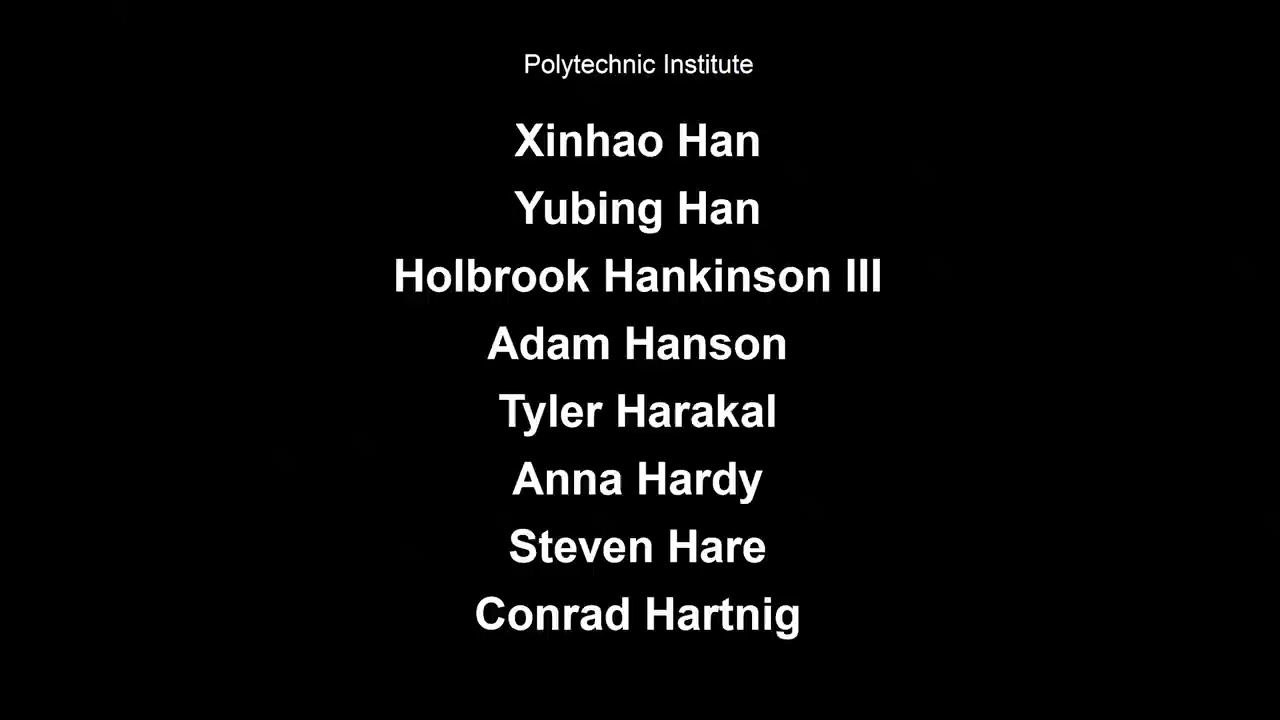 Polytechnic Institute
Xinhao Han
Yubing Han
Holbrook Hankinson III
Adam Hanson
Tyler Harakal
Anna Hardy
Steven Hare
Conrad Hartnig